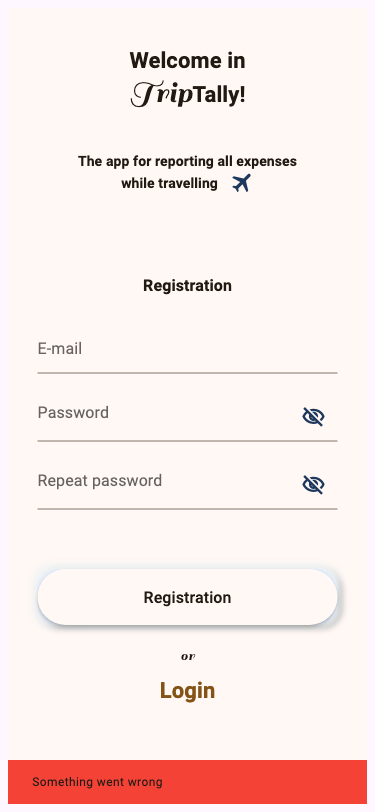 Welcome in
TripTally!
The app for reporting all expenses
while travelling
Registration
E-mail
Password
Repeat password
Registration
or
Login
Something went wrong